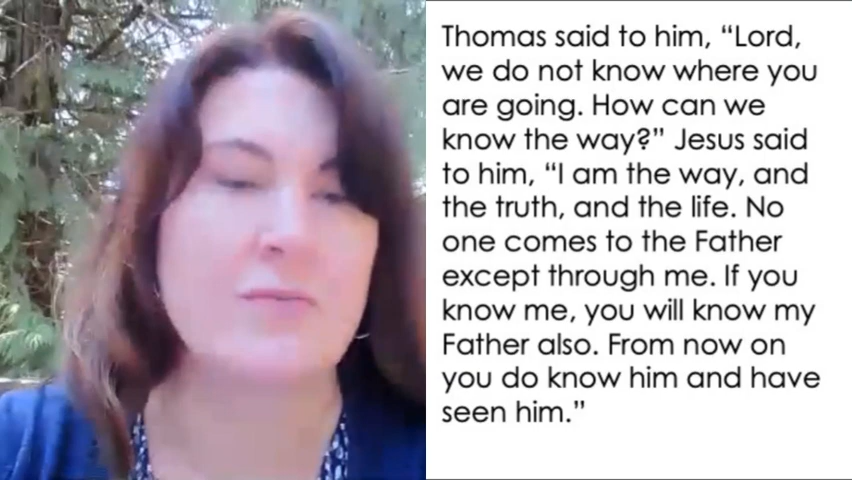 Thomas said to him, “Lord,
we do not know where you
are going. How can we
know the way?” Jesus said
to him, “I am the way, and
the truth, and the life. No
one comes to the Father
except through me. If you
know me, you will know my
Father also. From now on
you do know him and have
seen him.”